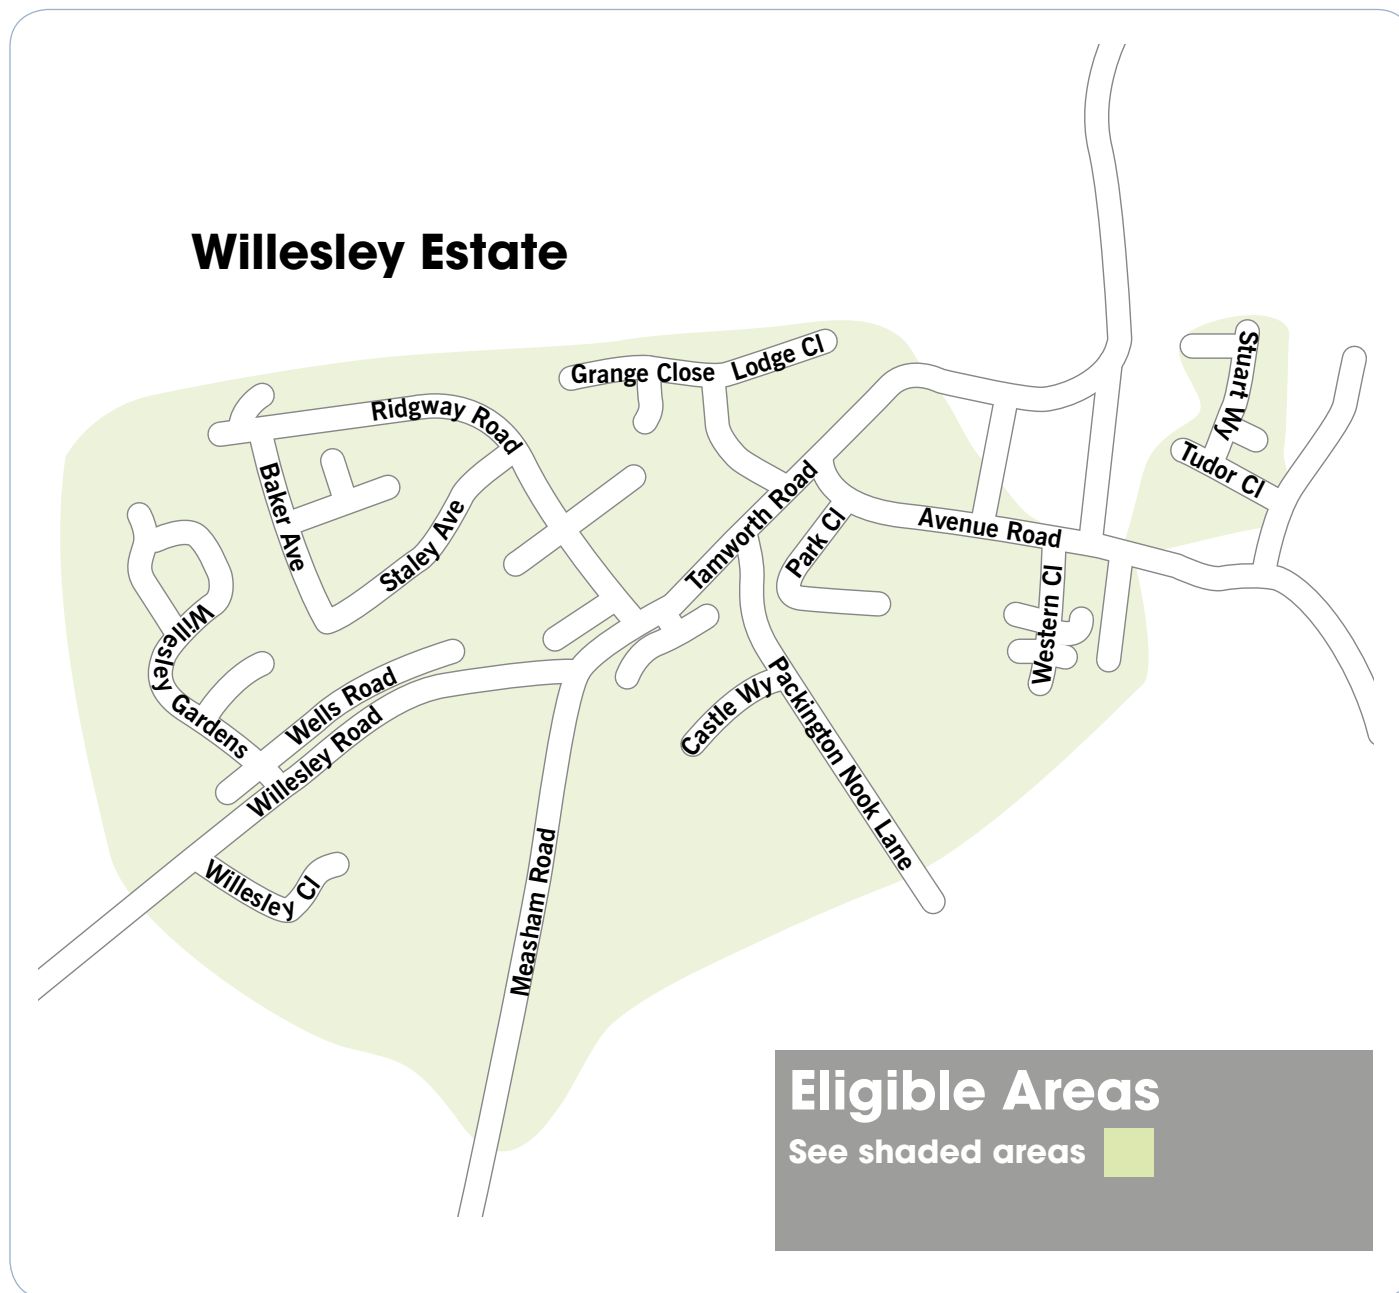 Willesley Estate
Grange Close
Lodge Cl
Stuart Wy
Ridgway Road
Tudor Cl
Baker Ave
Staley Ave
Tamworth Road
Park Cl
Avenue Road
Western Cl
Willesley Gardens
Wells Road
Willesley Road
Castle Wy
Packington Nook Lane
Willesley Cl
Measham Road
Eligible Areas
See shaded areas